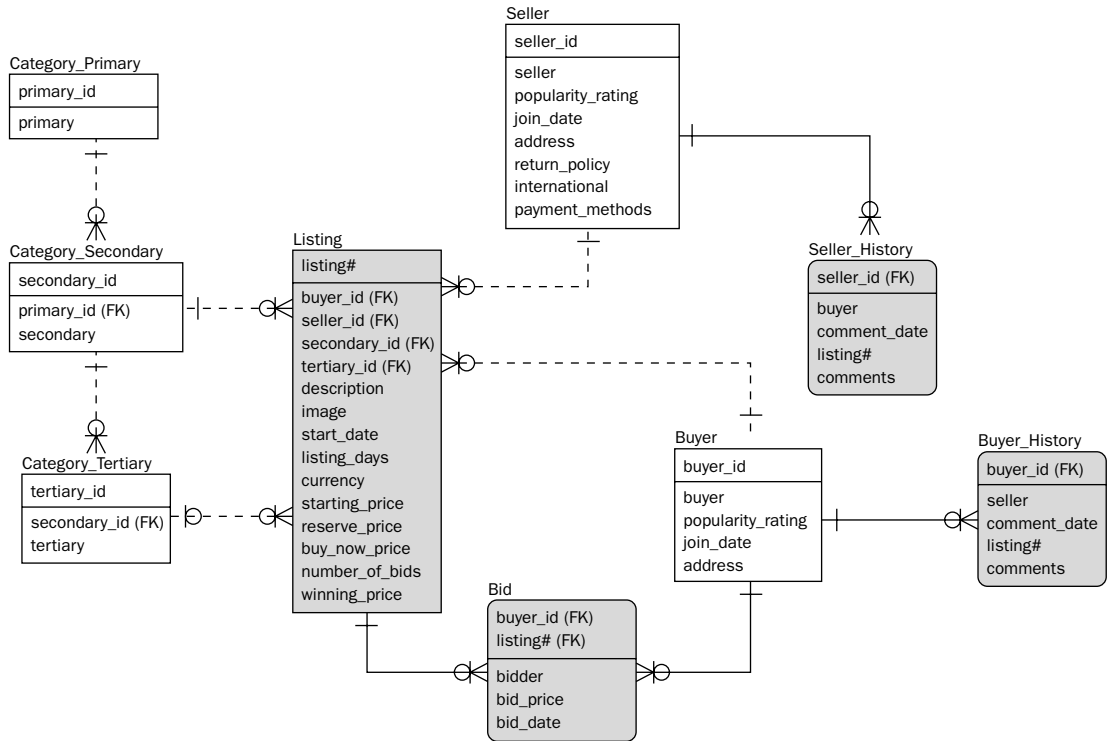 Category_Primary
primary_id
primary
Category_Secondary
secondary_id
primary_id (FK)
secondary
Category_Tertiary
tertiary_id
secondary_id (FK)
tertiary
Listing
listing#
buyer_id (FK)
seller_id (FK)
secondary_id (FK)
tertiary_id (FK)
description
image
start_date
listing_days
currency
starting_price
reserve_price
buy_now_price
number_of_bids
winning_price
Seller
seller_id
seller
popularity_rating
join_date
address
return_policy
international
payment_methods
Seller_History
seller_id (FK)
buyer
comment_date
listing#
comments
Buyer
buyer_id
buyer
popularity_rating
join_date
address
Buyer_History
buyer_id (FK)
seller
comment_date
listing#
comments
Bid
buyer_id (FK)
listing# (FK)
bidder
bid_price
bid_date